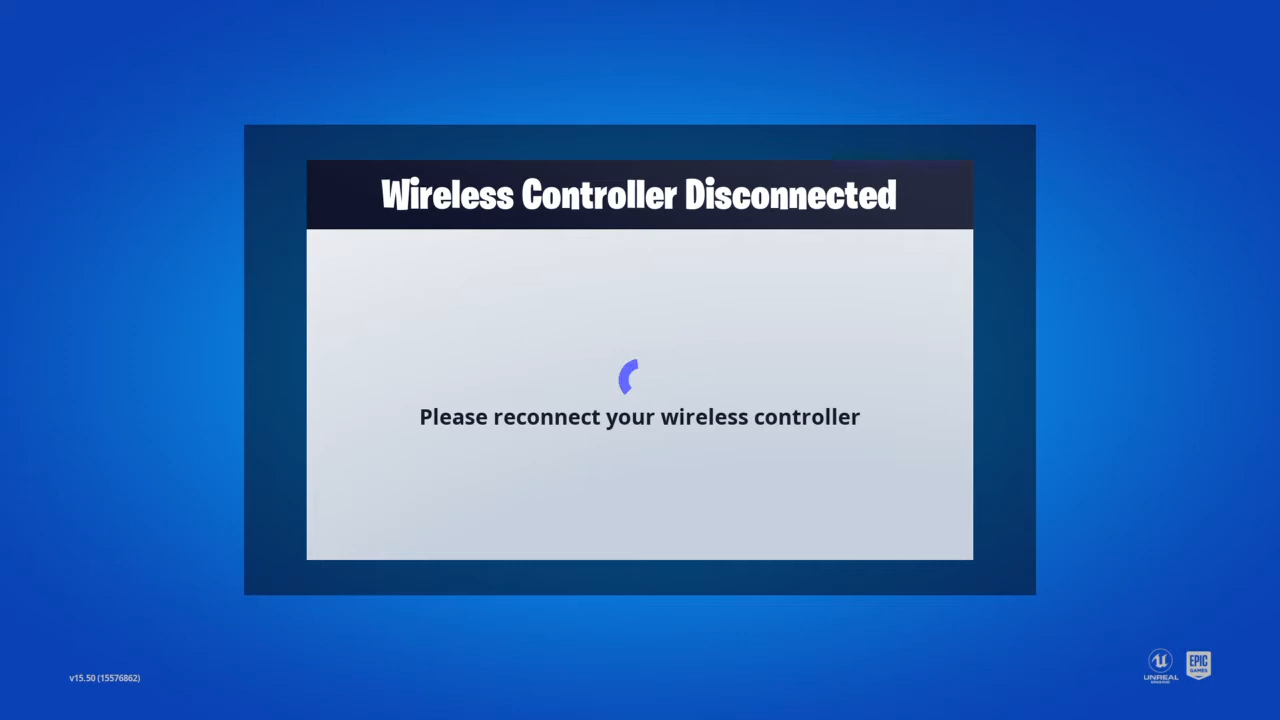 Wireless Controller Disconnected
Please reconnect your wireless controller
v15.50 (15576862)
UNREAL
EPIC
GAMES